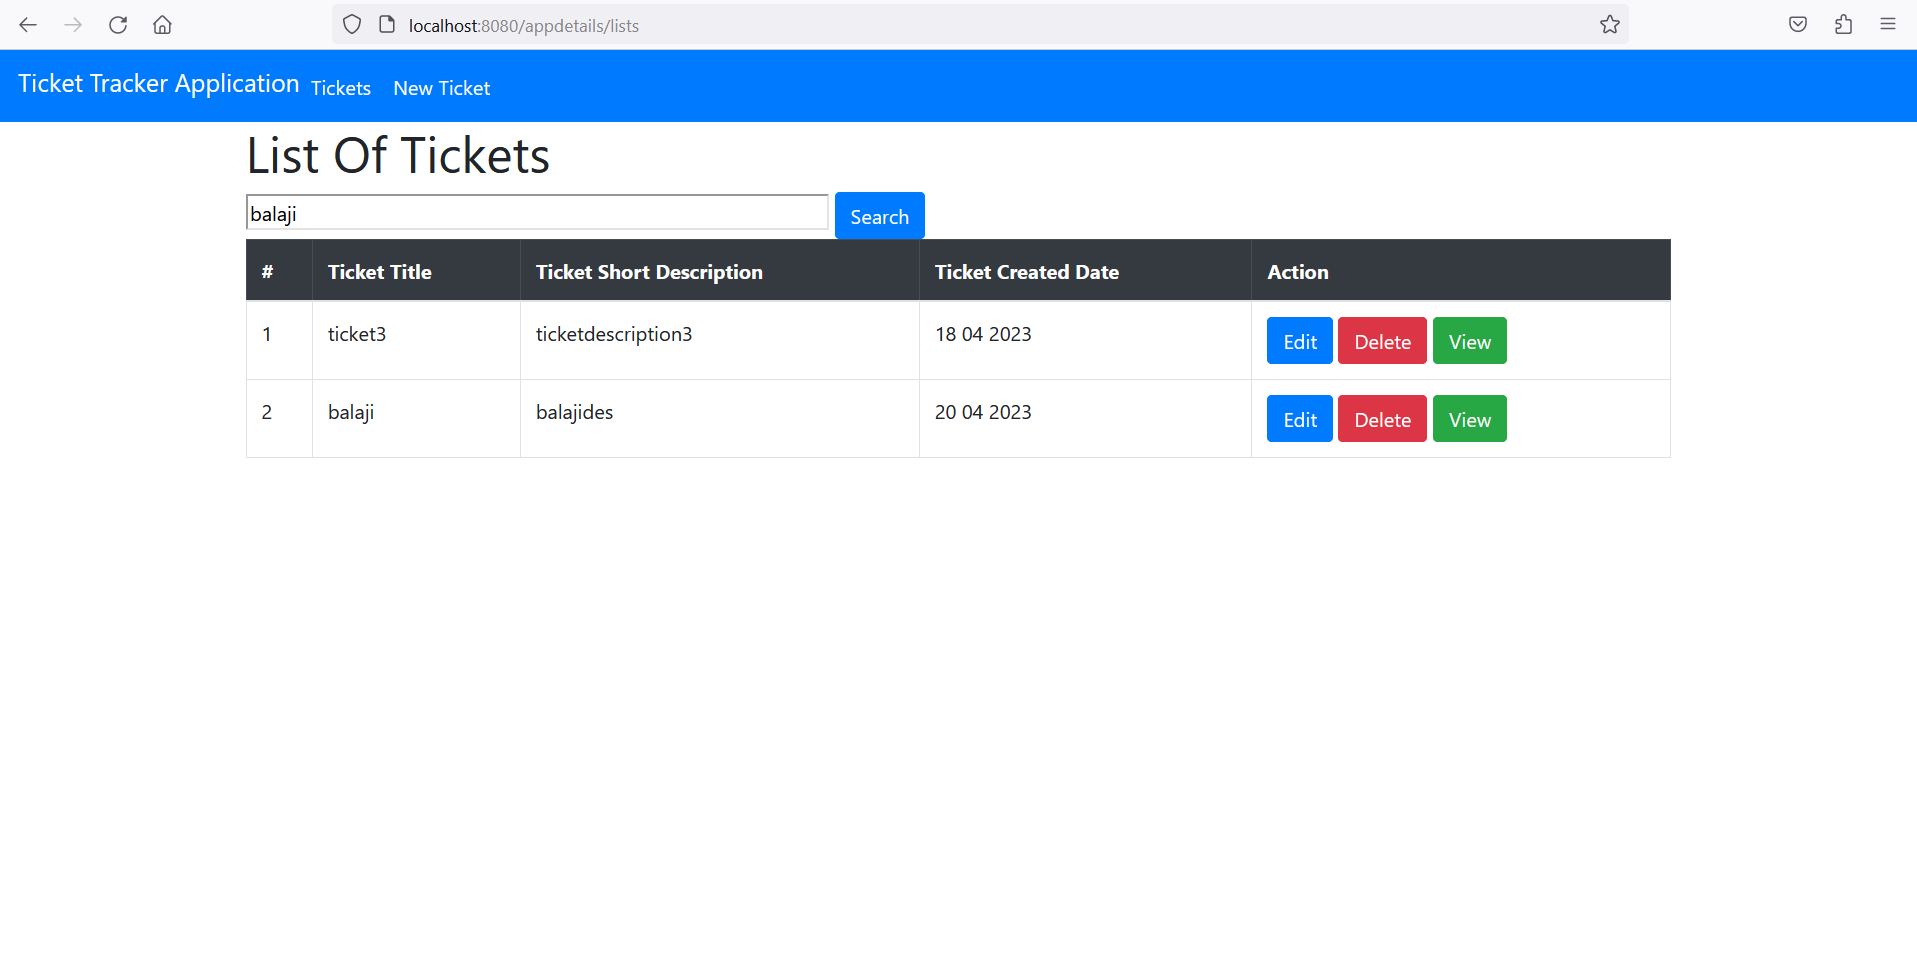 localhost:8080/appdetails/lists
Ticket Tracker Application Tickets New Ticket
List Of Tickets
balaji Search
# Ticket Title Ticket Short Description Ticket Created Date Action
1 ticket3 ticketdescription3 18 04 2023 Edit Delete View
2 balaji balajides 20 04 2023 Edit Delete View